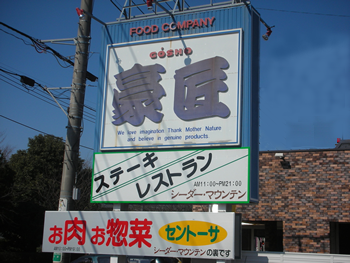 FOOD COMPANY
GŌSHO
豪匠
We love imagination Thank Mother Nature
and believe in genuine products
ステーキ
レストラン
AM11:00〜PM21:00
シーダー・マウンテン
お肉お惣菜
セントーサ
シーダー・マウンテンの裏です